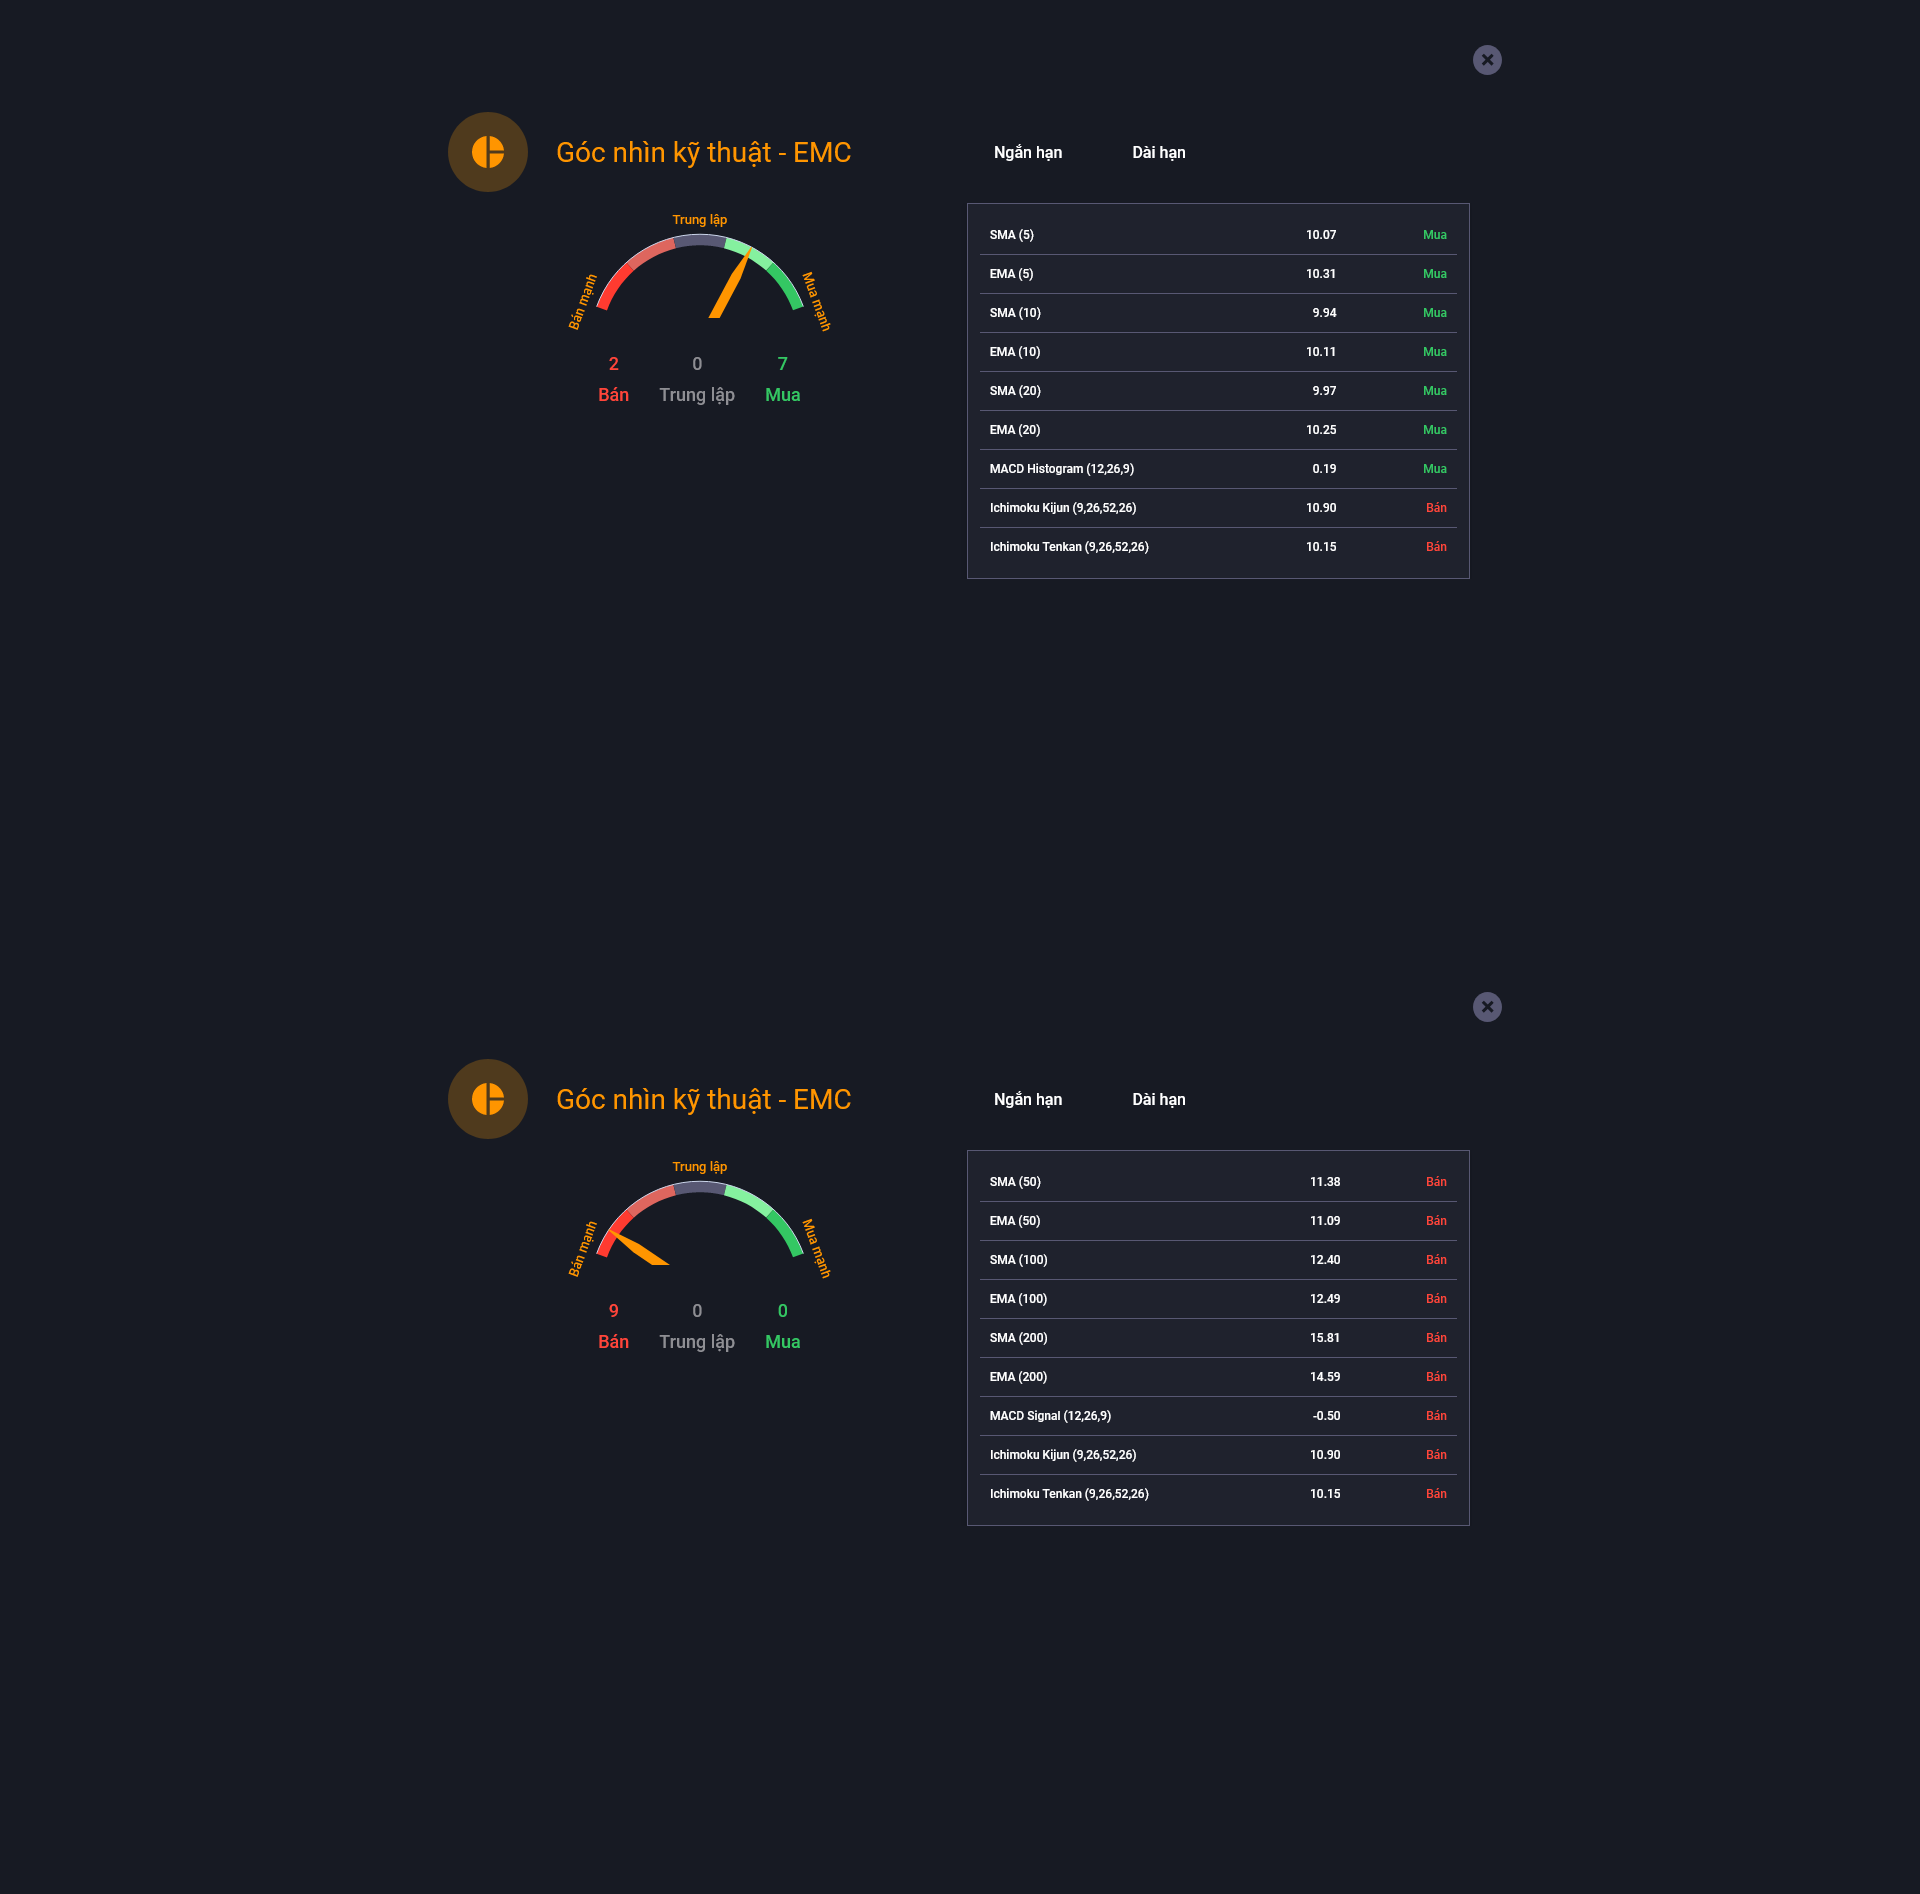 Góc nhìn kỹ thuật - EMC
Ngắn hạn Dài hạn
Trung lập
Bán mạnh
Mua mạnh
2 0 7
Bán Trung lập Mua
SMA (5) 10.07 Mua
EMA (5) 10.31 Mua
SMA (10) 9.94 Mua
EMA (10) 10.11 Mua
SMA (20) 9.97 Mua
EMA (20) 10.25 Mua
MACD Histogram (12,26,9) 0.19 Mua
Ichimoku Kijun (9,26,52,26) 10.90 Bán
Ichimoku Tenkan (9,26,52,26) 10.15 Bán
Góc nhìn kỹ thuật - EMC
Ngắn hạn Dài hạn
Trung lập
Bán mạnh
Mua mạnh
9 0 0
Bán Trung lập Mua
SMA (50) 11.38 Bán
EMA (50) 11.09 Bán
SMA (100) 12.40 Bán
EMA (100) 12.49 Bán
SMA (200) 15.81 Bán
EMA (200) 14.59 Bán
MACD Signal (12,26,9) -0.50 Bán
Ichimoku Kijun (9,26,52,26) 10.90 Bán
Ichimoku Tenkan (9,26,52,26) 10.15 Bán